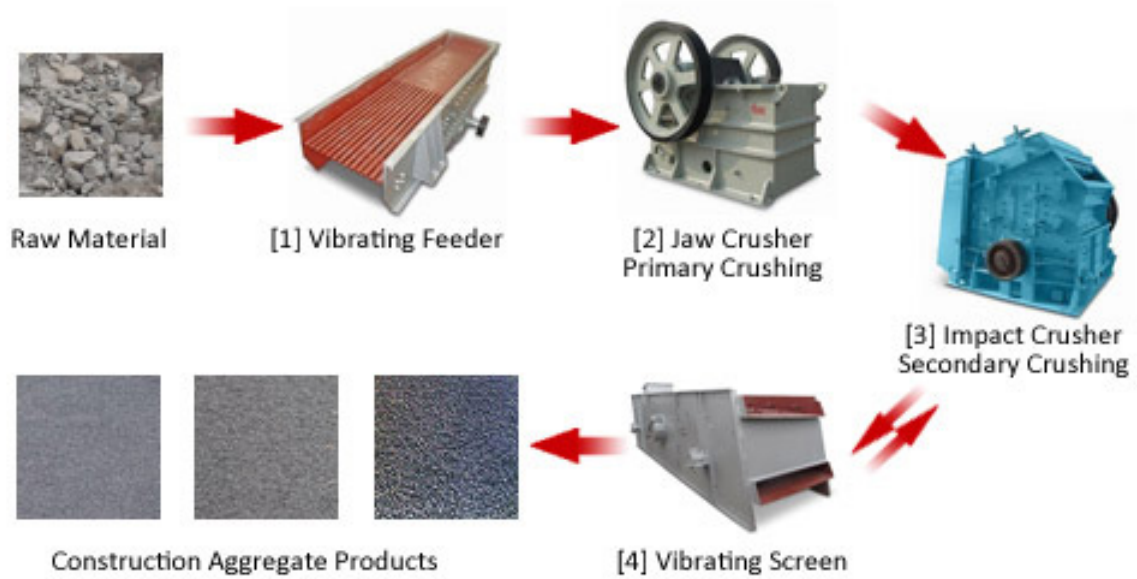 Raw Material
[1] Vibrating Feeder
[2] Jaw Crusher
Primary Crushing
[3] Impact Crusher
Secondary Crushing
Construction Aggregate Products
[4] Vibrating Screen